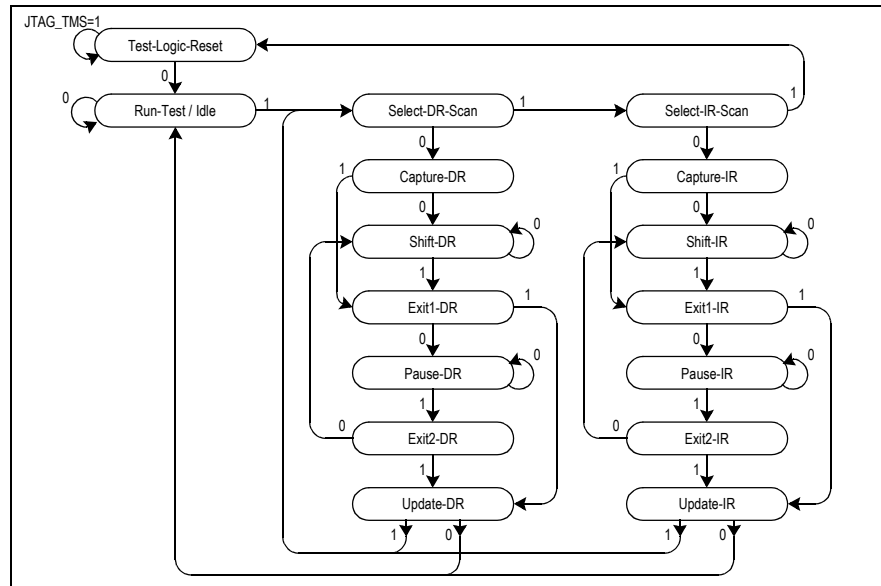 JTAG_TMS=1
Test-Logic-Reset
0
1
0
Run-Test / Idle
1
Select-DR-Scan
1
Select-IR-Scan
0
0
1
Capture-DR
1
Capture-IR
0
0
0
0
Shift-DR
Shift-IR
1
1
Exit1-DR
1
Exit1-IR
1
0
0
0
0
Pause-DR
Pause-IR
1
1
0
Exit2-DR
0
Exit2-IR
1
1
Update-DR
Update-IR
1
0
1
0